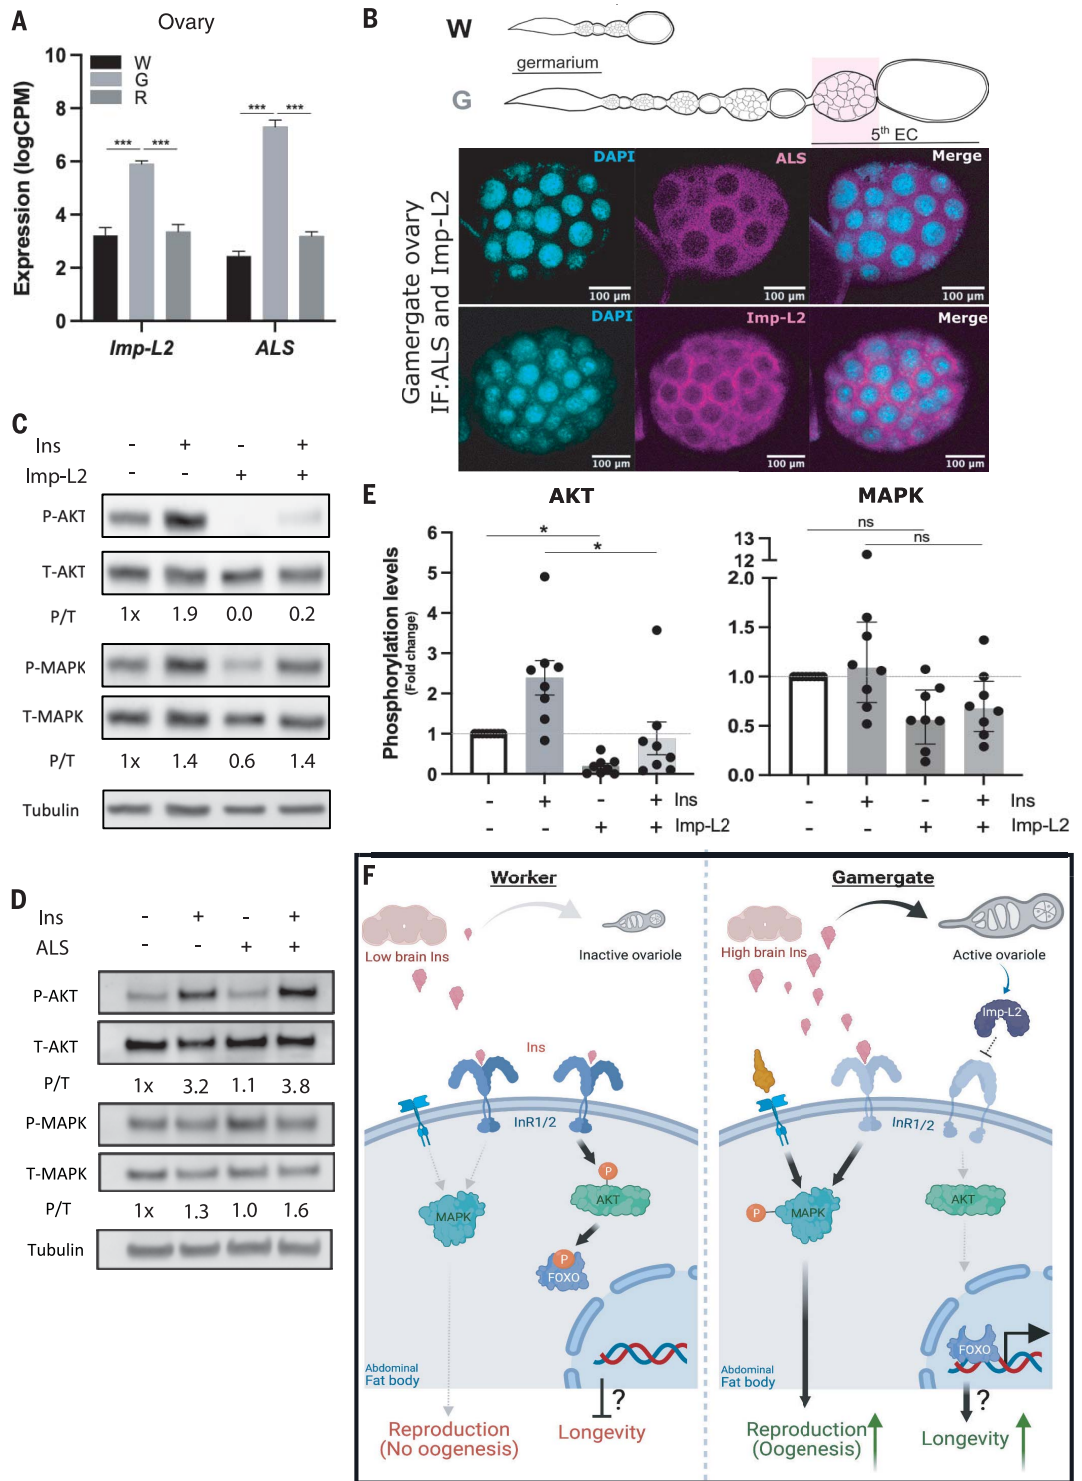 A
Ovary
Expression (logCPM)
10
8
6
4
2
0
W
G
R
*** ***
*** ***
Imp-L2
ALS
B
W
germarium
G
5th EC
Gamergate ovary
IF:ALS and Imp-L2
DAPI
ALS
Merge
100 µm
100 µm
100 µm
DAPI
Imp-L2
Merge
100 µm
100 µm
100 µm
C
Ins - + - +
Imp-L2 - - + +
P-AKT
T-AKT
P/T 1x 1.9 0.0 0.2
P-MAPK
T-MAPK
P/T 1x 1.4 0.6 1.4
Tubulin
D
Ins - + - +
ALS - - + +
P-AKT
T-AKT
P/T 1x 3.2 1.1 3.8
P-MAPK
T-MAPK
P/T 1x 1.3 1.0 1.6
Tubulin
E
AKT
Phosphorylation levels
(Fold change)
6
5
4
3
2
1
0
*
*
- + - + Ins
- - + + Imp-L2
MAPK
13
12
2.0
1.5
1.0
0.5
0.0
ns
ns
- + - + Ins
- - + + Imp-L2
F
Worker
Low brain Ins
Inactive ovariole
Ins
InR1/2
P
MAPK
AKT
P
FOXO
Abdominal
Fat body
?
Reproduction
(No oogenesis)
Longevity
Gamergate
High brain Ins
Active ovariole
Imp-L2
InR1/2
P
MAPK
AKT
FOXO
Abdominal
Fat body
?
Reproduction
(Oogenesis)
Longevity